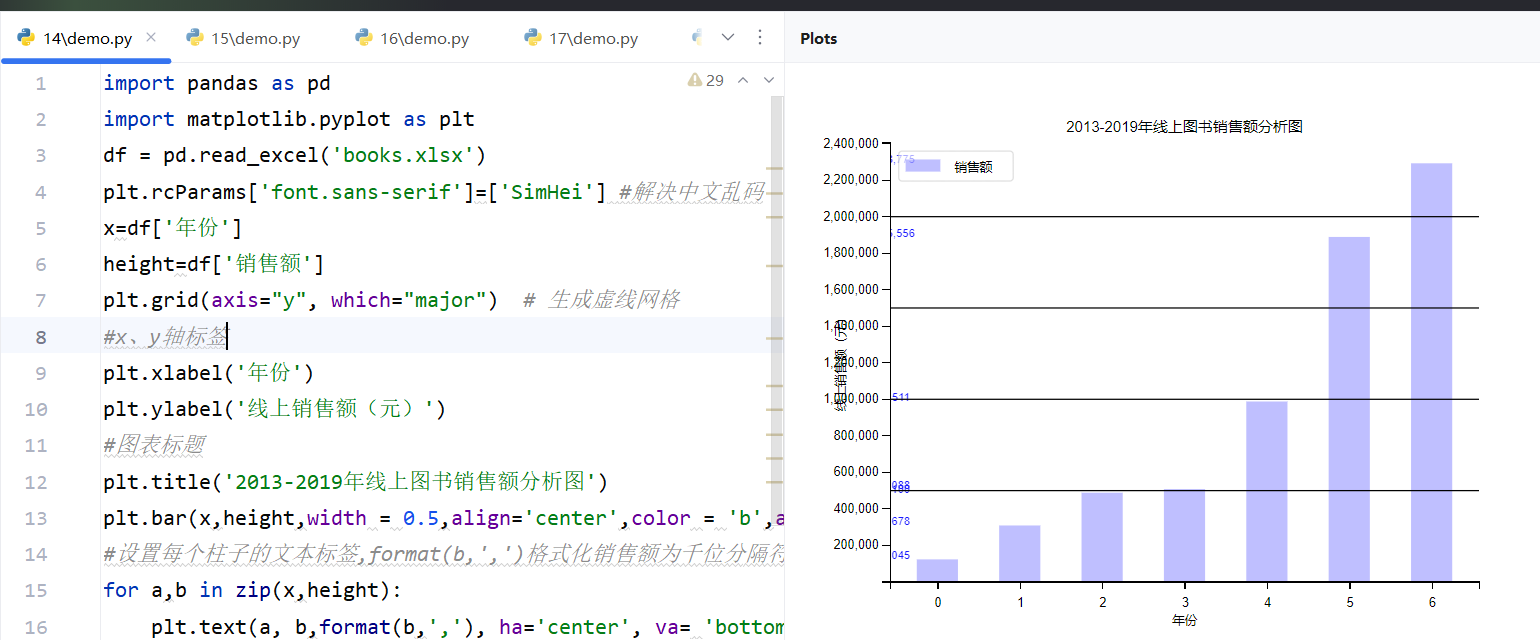 14\demo.py
15\demo.py
16\demo.py
17\demo.py
Plots
29
1 import pandas as pd
2 import matplotlib.pyplot as plt
3 df = pd.read_excel('books.xlsx')
4 plt.rcParams['font.sans-serif']=['SimHei'] #解决中文乱码
5 x=df['年份']
6 height=df['销售额']
7 plt.grid(axis="y", which="major")  # 生成虚线网格
8 #x、y轴标签
9 plt.xlabel('年份')
10 plt.ylabel('线上销售额（元）')
11 #图表标题
12 plt.title('2013-2019年线上图书销售额分析图')
13 plt.bar(x,height,width = 0.5,align='center',color = 'b',a
14 #设置每个柱子的文本标签,format(b,',')格式化销售额为千位分隔符
15 for a,b in zip(x,height):
16 plt.text(a, b,format(b,','), ha='center', va= 'bottom
2013-2019年线上图书销售额分析图
销售额
2,400,000
2,200,000
2,000,000
1,800,000
1,600,000
1,400,000
1,200,000
1,000,000
800,000
600,000
400,000
200,000
,775
,556
511
088
678
045
线上销售额（元）
0
1
2
3
4
5
6
年份